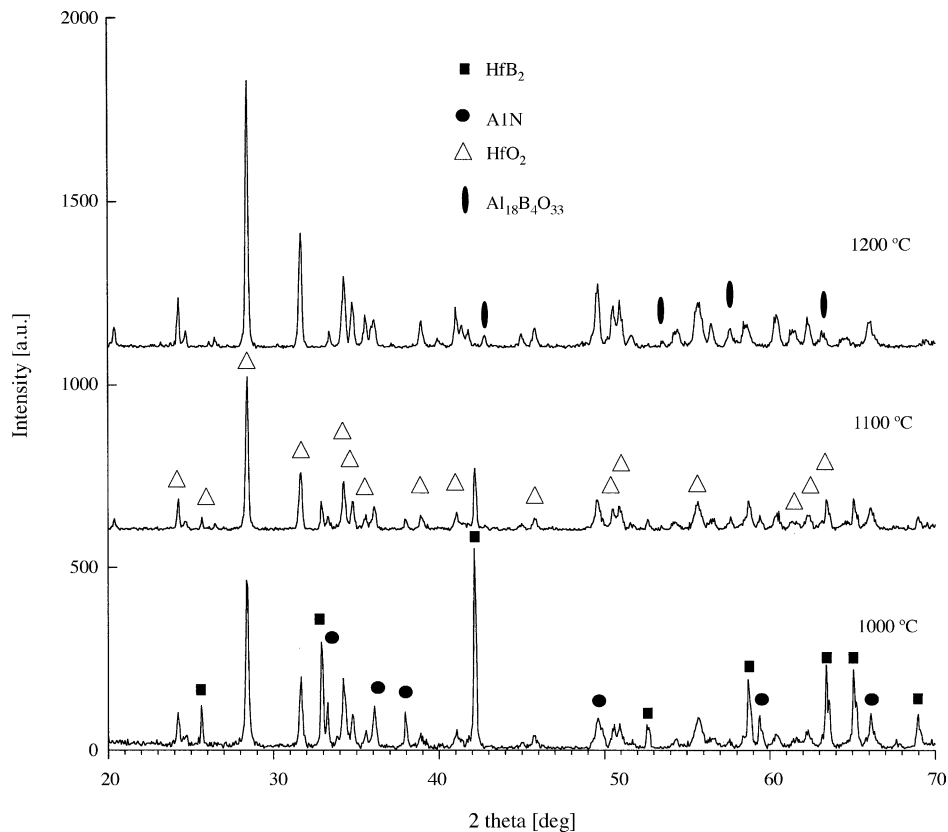 2000
HfB₂
A1N
HfO₂
Al₁₈B₄O₃₃
1500
1200 °C
1000
1100 °C
500
1000 °C
0
20 30 40 50 60 70
Intensity [a.u.]
2 theta [deg]